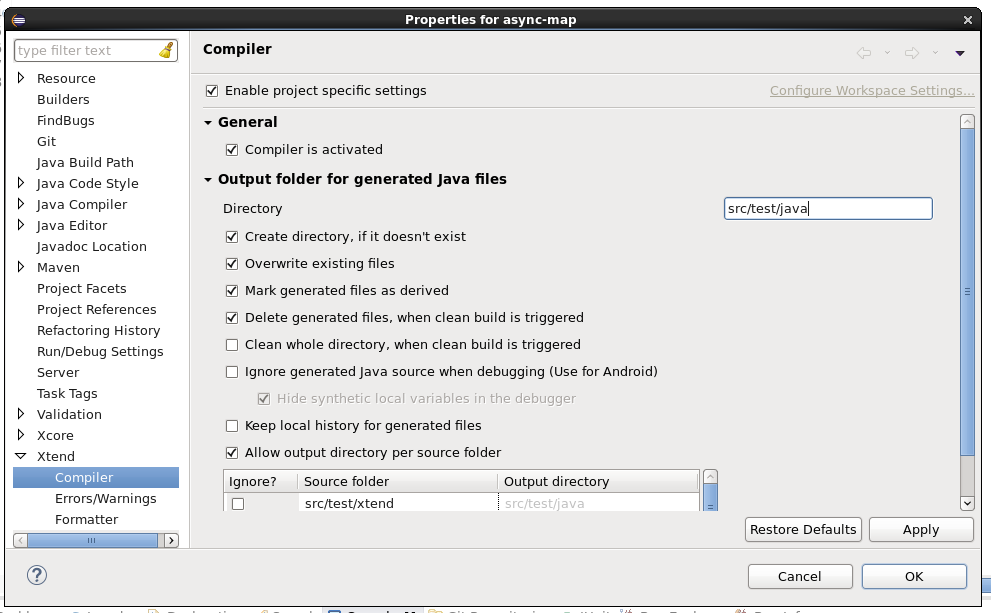 Properties for async-map
type filter text
Resource
Builders
FindBugs
Git
Java Build Path
Java Code Style
Java Compiler
Java Editor
Javadoc Location
Maven
Project Facets
Project References
Refactoring History
Run/Debug Settings
Server
Task Tags
Validation
Xcore
Xtend
Compiler
Errors/Warnings
Formatter
Compiler
Enable project specific settings
Configure Workspace Settings...
General
Compiler is activated
Output folder for generated Java files
Directory
src/test/java
Create directory, if it doesn't exist
Overwrite existing files
Mark generated files as derived
Delete generated files, when clean build is triggered
Clean whole directory, when clean build is triggered
Ignore generated Java source when debugging (Use for Android)
Hide synthetic local variables in the debugger
Keep local history for generated files
Allow output directory per source folder
Ignore? Source folder Output directory
src/test/xtend src/test/java
Restore Defaults Apply
Cancel OK